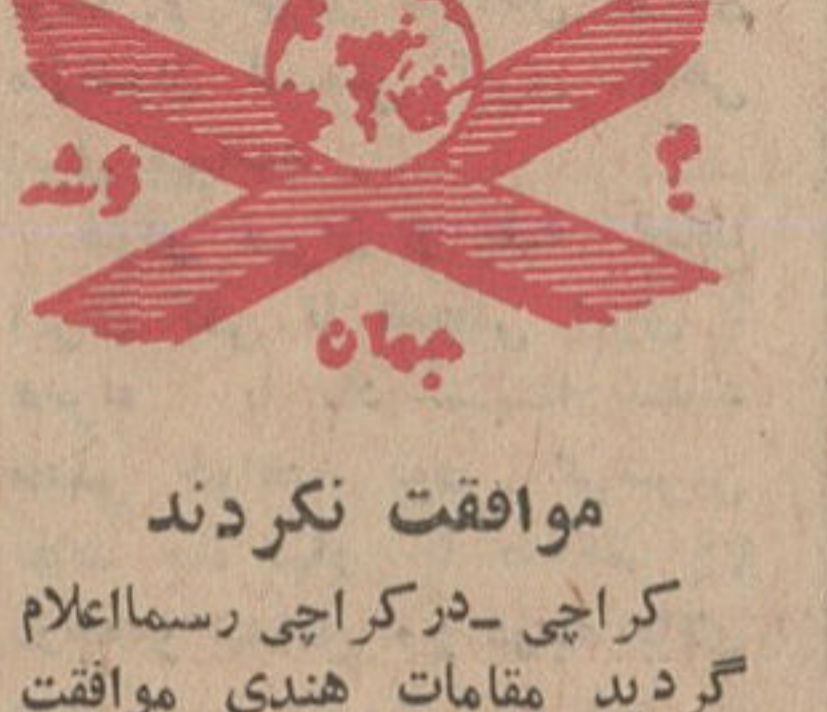 جهان
موافقت نکردند
کراچی ـ در کراچی رسما اعلام
گردید مقامات هندی موافقت